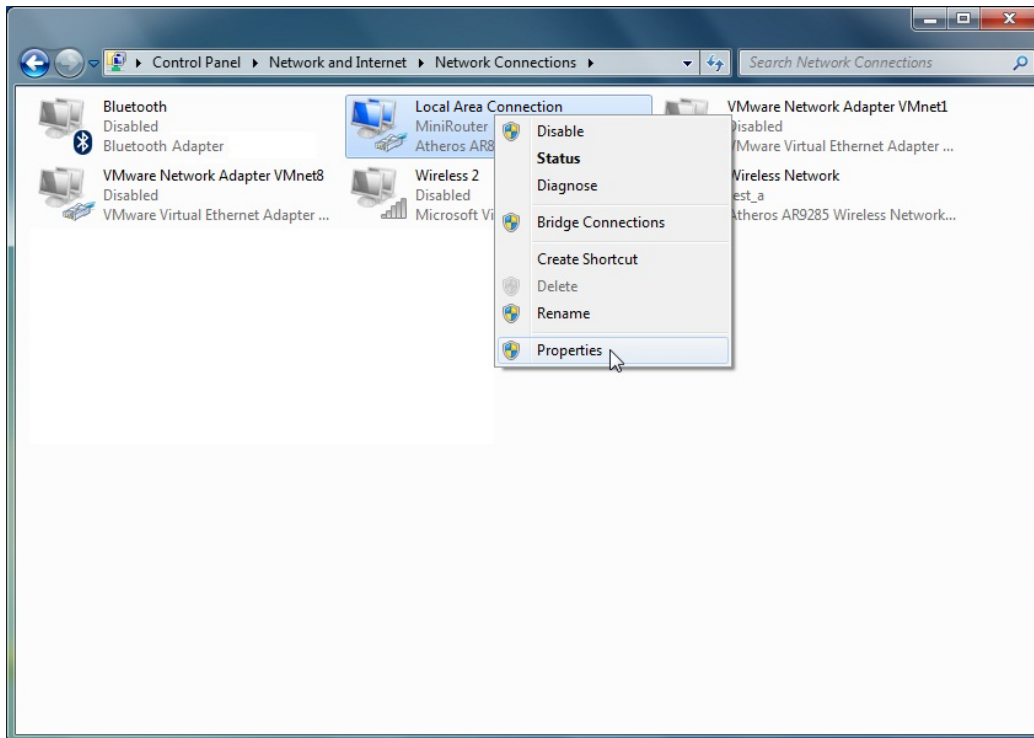 Control Panel ▸ Network and Internet ▸ Network Connections ▸
Search Network Connections
Bluetooth
Disabled
Bluetooth Adapter
Local Area Connection
MiniRouter
Atheros AR8
VMware Network Adapter VMnet1
Disabled
VMware Virtual Ethernet Adapter ...
VMware Network Adapter VMnet8
Disabled
VMware Virtual Ethernet Adapter ...
Wireless 2
Disabled
Microsoft Vi
Wireless Network
est_a
Atheros AR9285 Wireless Network...
Disable
Status
Diagnose
Bridge Connections
Create Shortcut
Delete
Rename
Properties